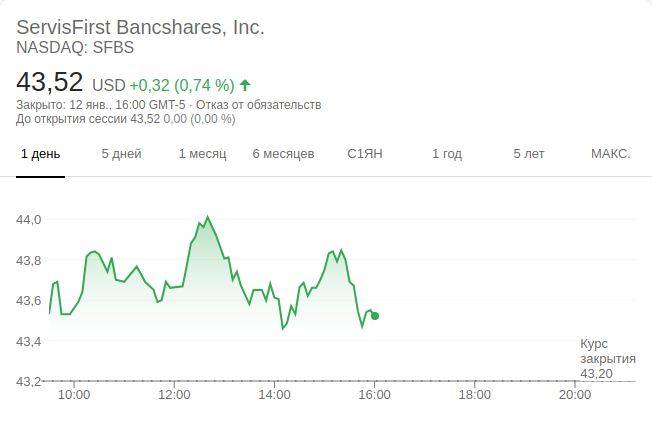 ServisFirst Bancshares, Inc.
NASDAQ: SFBS
43,52 USD +0,32 (0,74 %)
Закрыто: 12 янв., 16:00 GMT-5 · Отказ от обязательств
До открытия сессии 43,52 0,00 (0,00 %)
1 день 5 дней 1 месяц 6 месяцев С1ЯН 1 год 5 лет МАКС.
44,0
43,8
43,6
43,4
Курс
закрытия
43,20
43,2
10:00 12:00 14:00 16:00 18:00 20:00